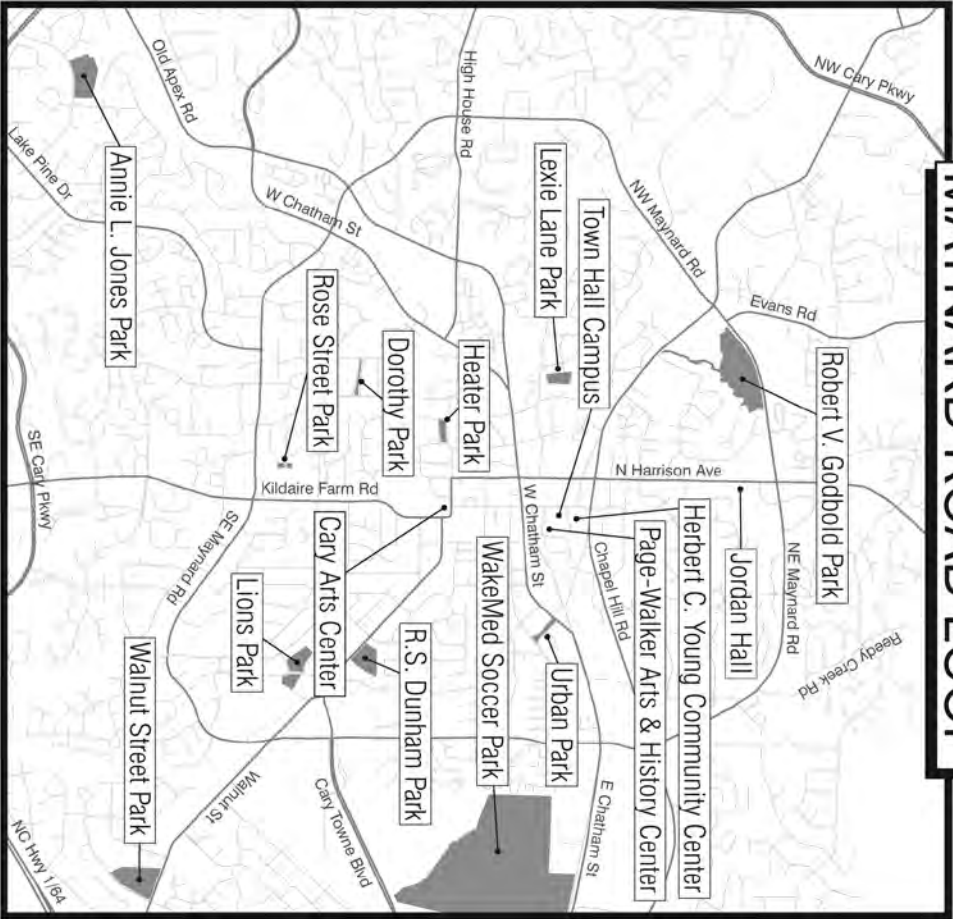 MAYNARD ROAD LOOP
NW Cary Pkwy
Old Apex Rd
High House Rd
Lake Pine Dr
Annie L. Jones Park
W Chatham St
Lexie Lane Park
Town Hall Campus
NW Maynard Rd
Evans Rd
Robert V. Godbold Park
Rose Street Park
Dorothy Park
Heater Park
SE Cary Pkwy
Kildaire Farm Rd
N Harrison Ave
W Chatham St
SE Maynard Rd
Cary Arts Center
WakeMed Soccer Park
Chapel Hill Rd
Page-Walker Arts & History Center
Herbert C. Young Community Center
Jordan Hall
NE Maynard Rd
Reedy Creek Rd
Lions Park
R.S. Dunham Park
Urban Park
Walnut Street Park
Walnut St
Cary Towne Blvd
E Chatham St
NC Hwy 1/64